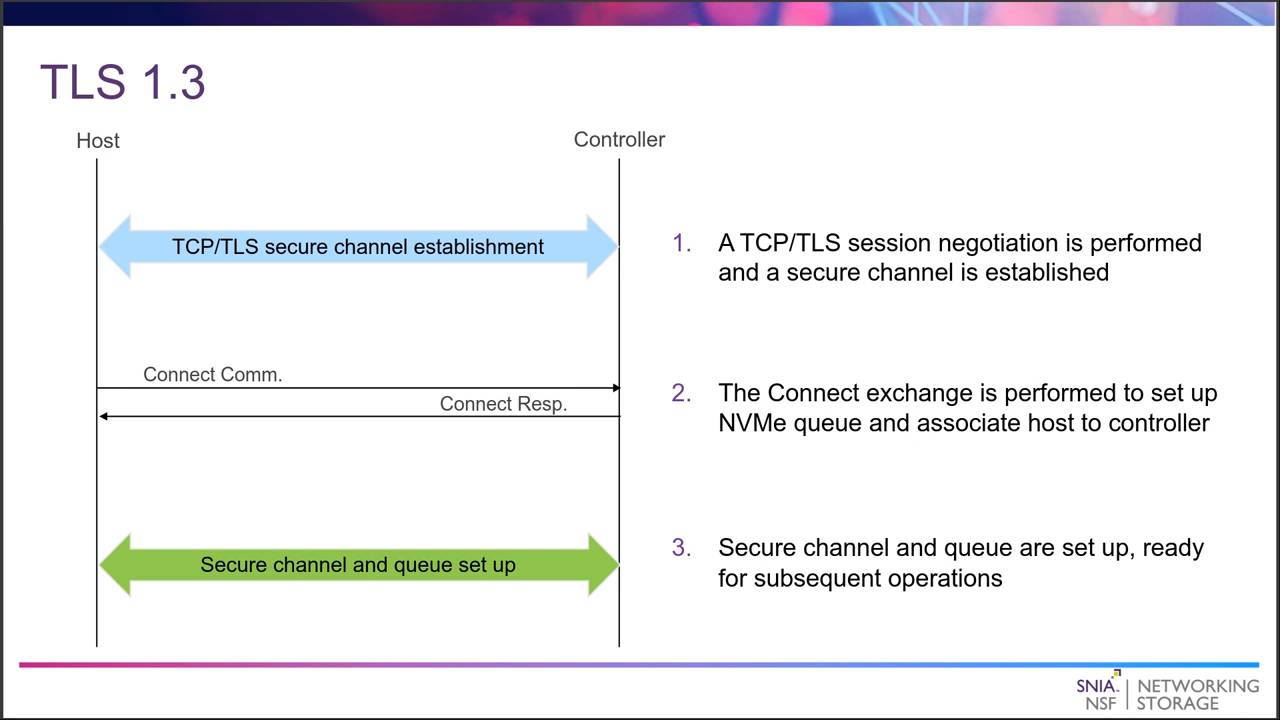 TLS 1.3
Host
Controller
TCP/TLS secure channel establishment
1. A TCP/TLS session negotiation is performed
and a secure channel is established
Connect Comm.
Connect Resp.
2. The Connect exchange is performed to set up
NVMe queue and associate host to controller
Secure channel and queue set up
3. Secure channel and queue are set up, ready
for subsequent operations
SNIA. | NETWORKING
NSF | STORAGE